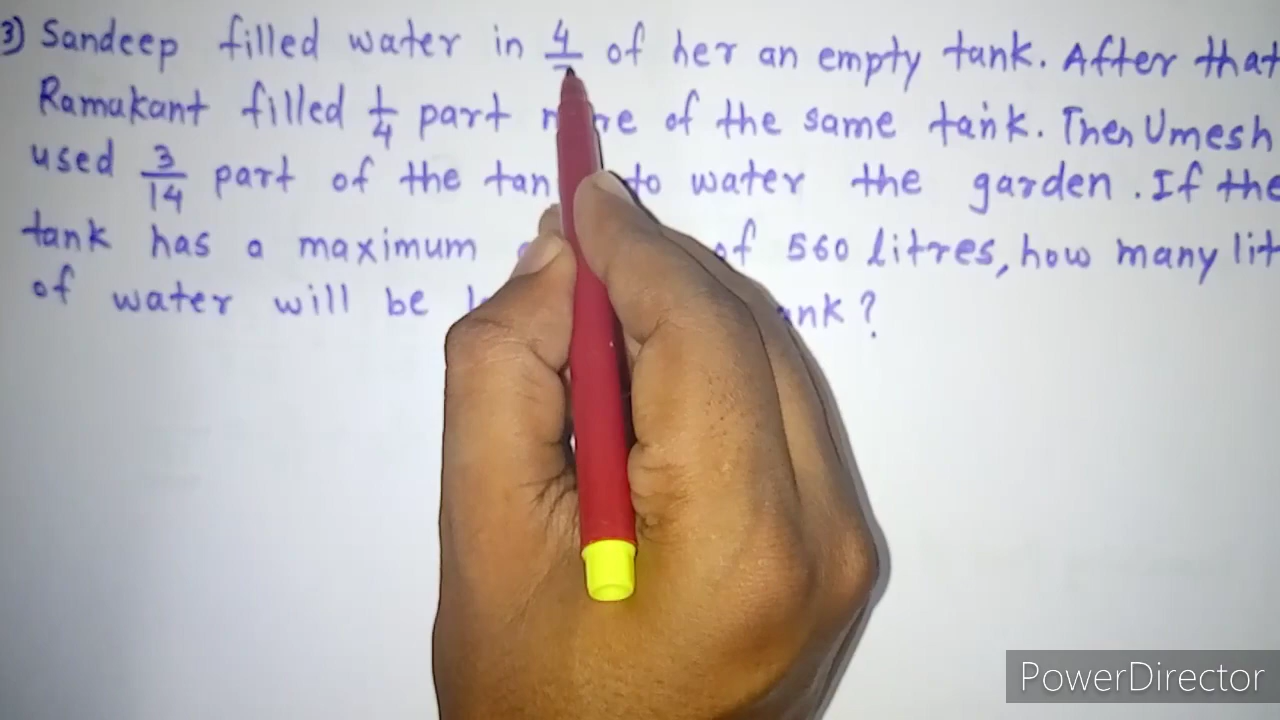 3) Sandeep filled water in 4/ of her an empty tank. After that
Ramakant filled 1/4 part of the same tank. Then Umesh
used 3/14 part of the to water the garden. If the
tank has a maximum of 560 litres, how many lit
of water will be ?
PowerDirector